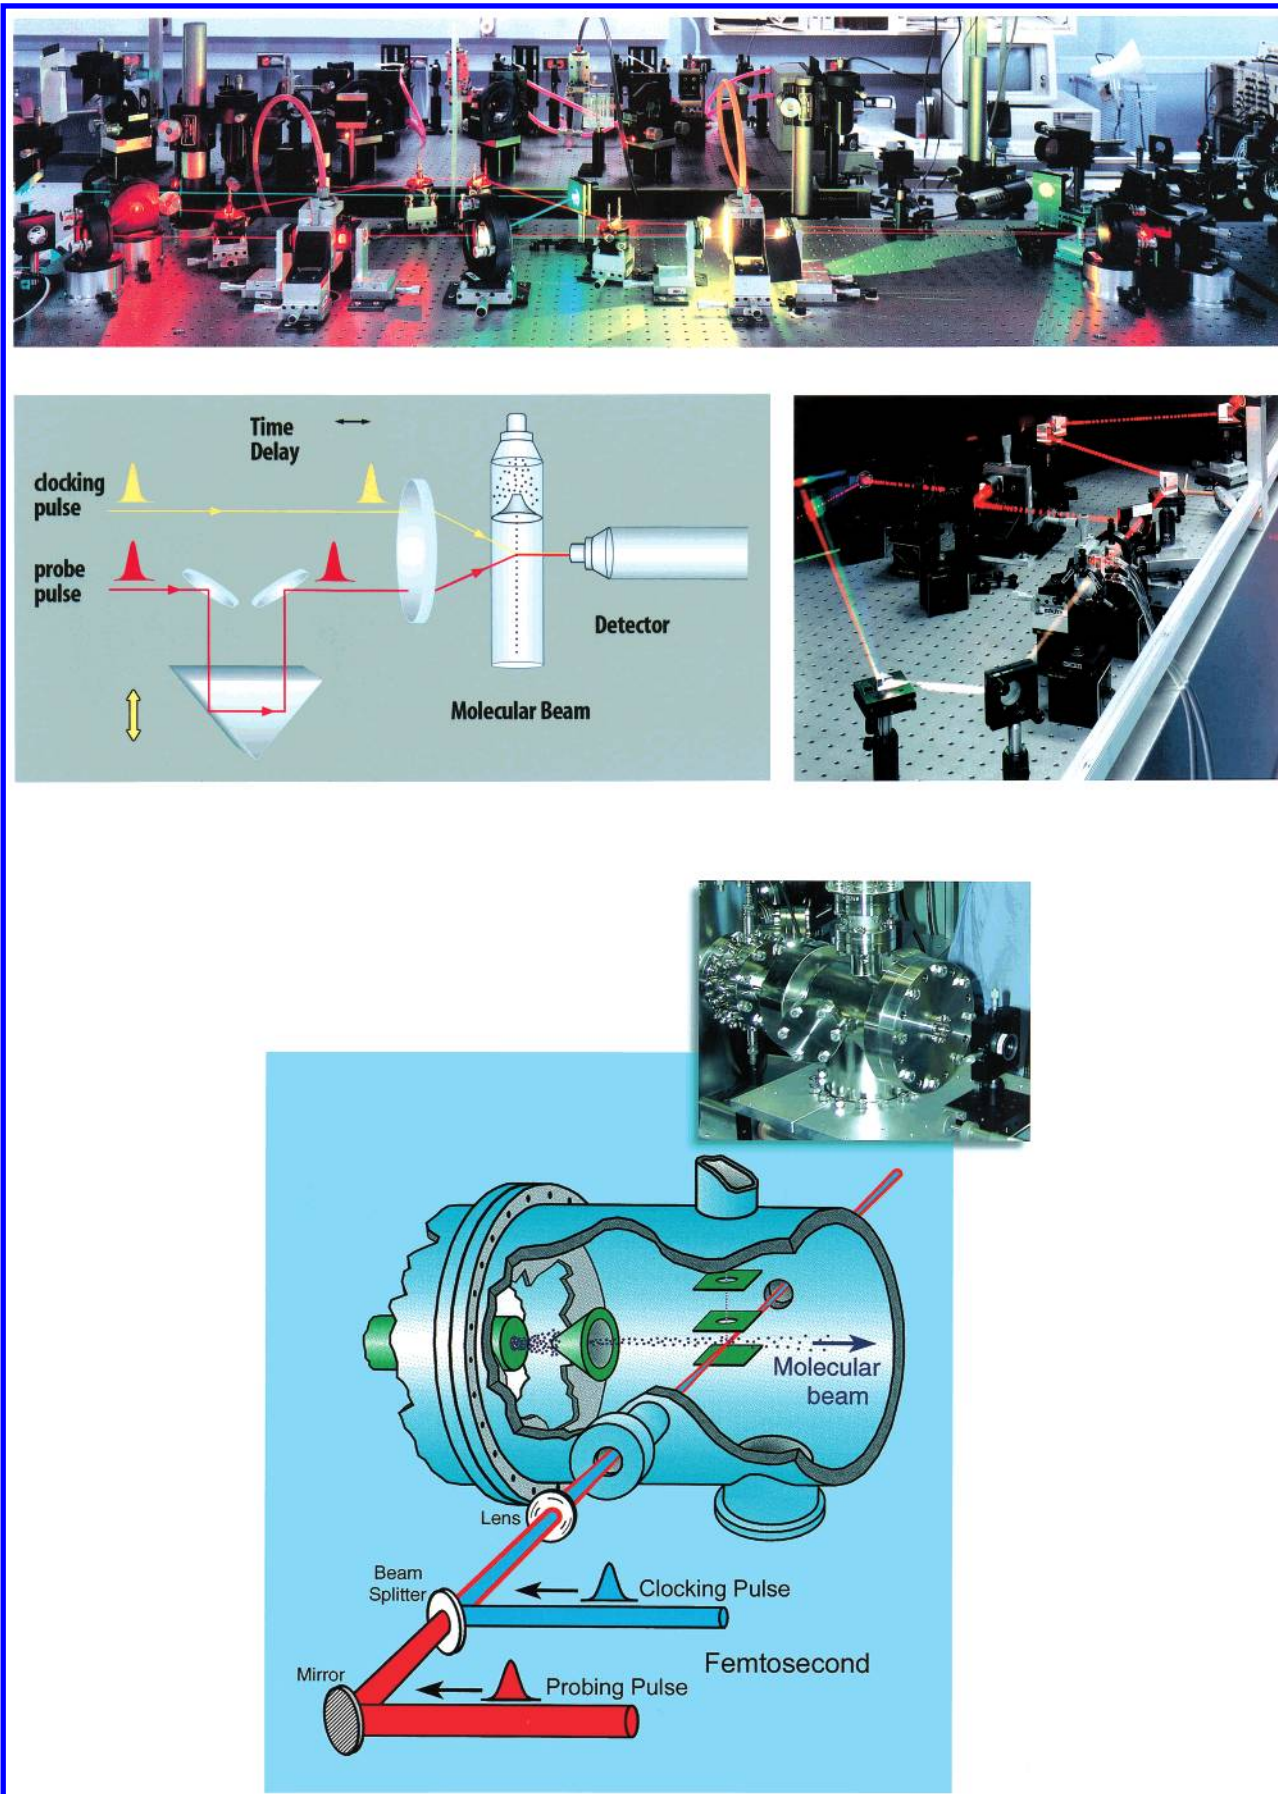 Time
Delay
clocking
pulse
probe
pulse
Detector
Molecular Beam
Molecular
beam
Lens
Beam
Splitter
Clocking Pulse
Femtosecond
Mirror
Probing Pulse